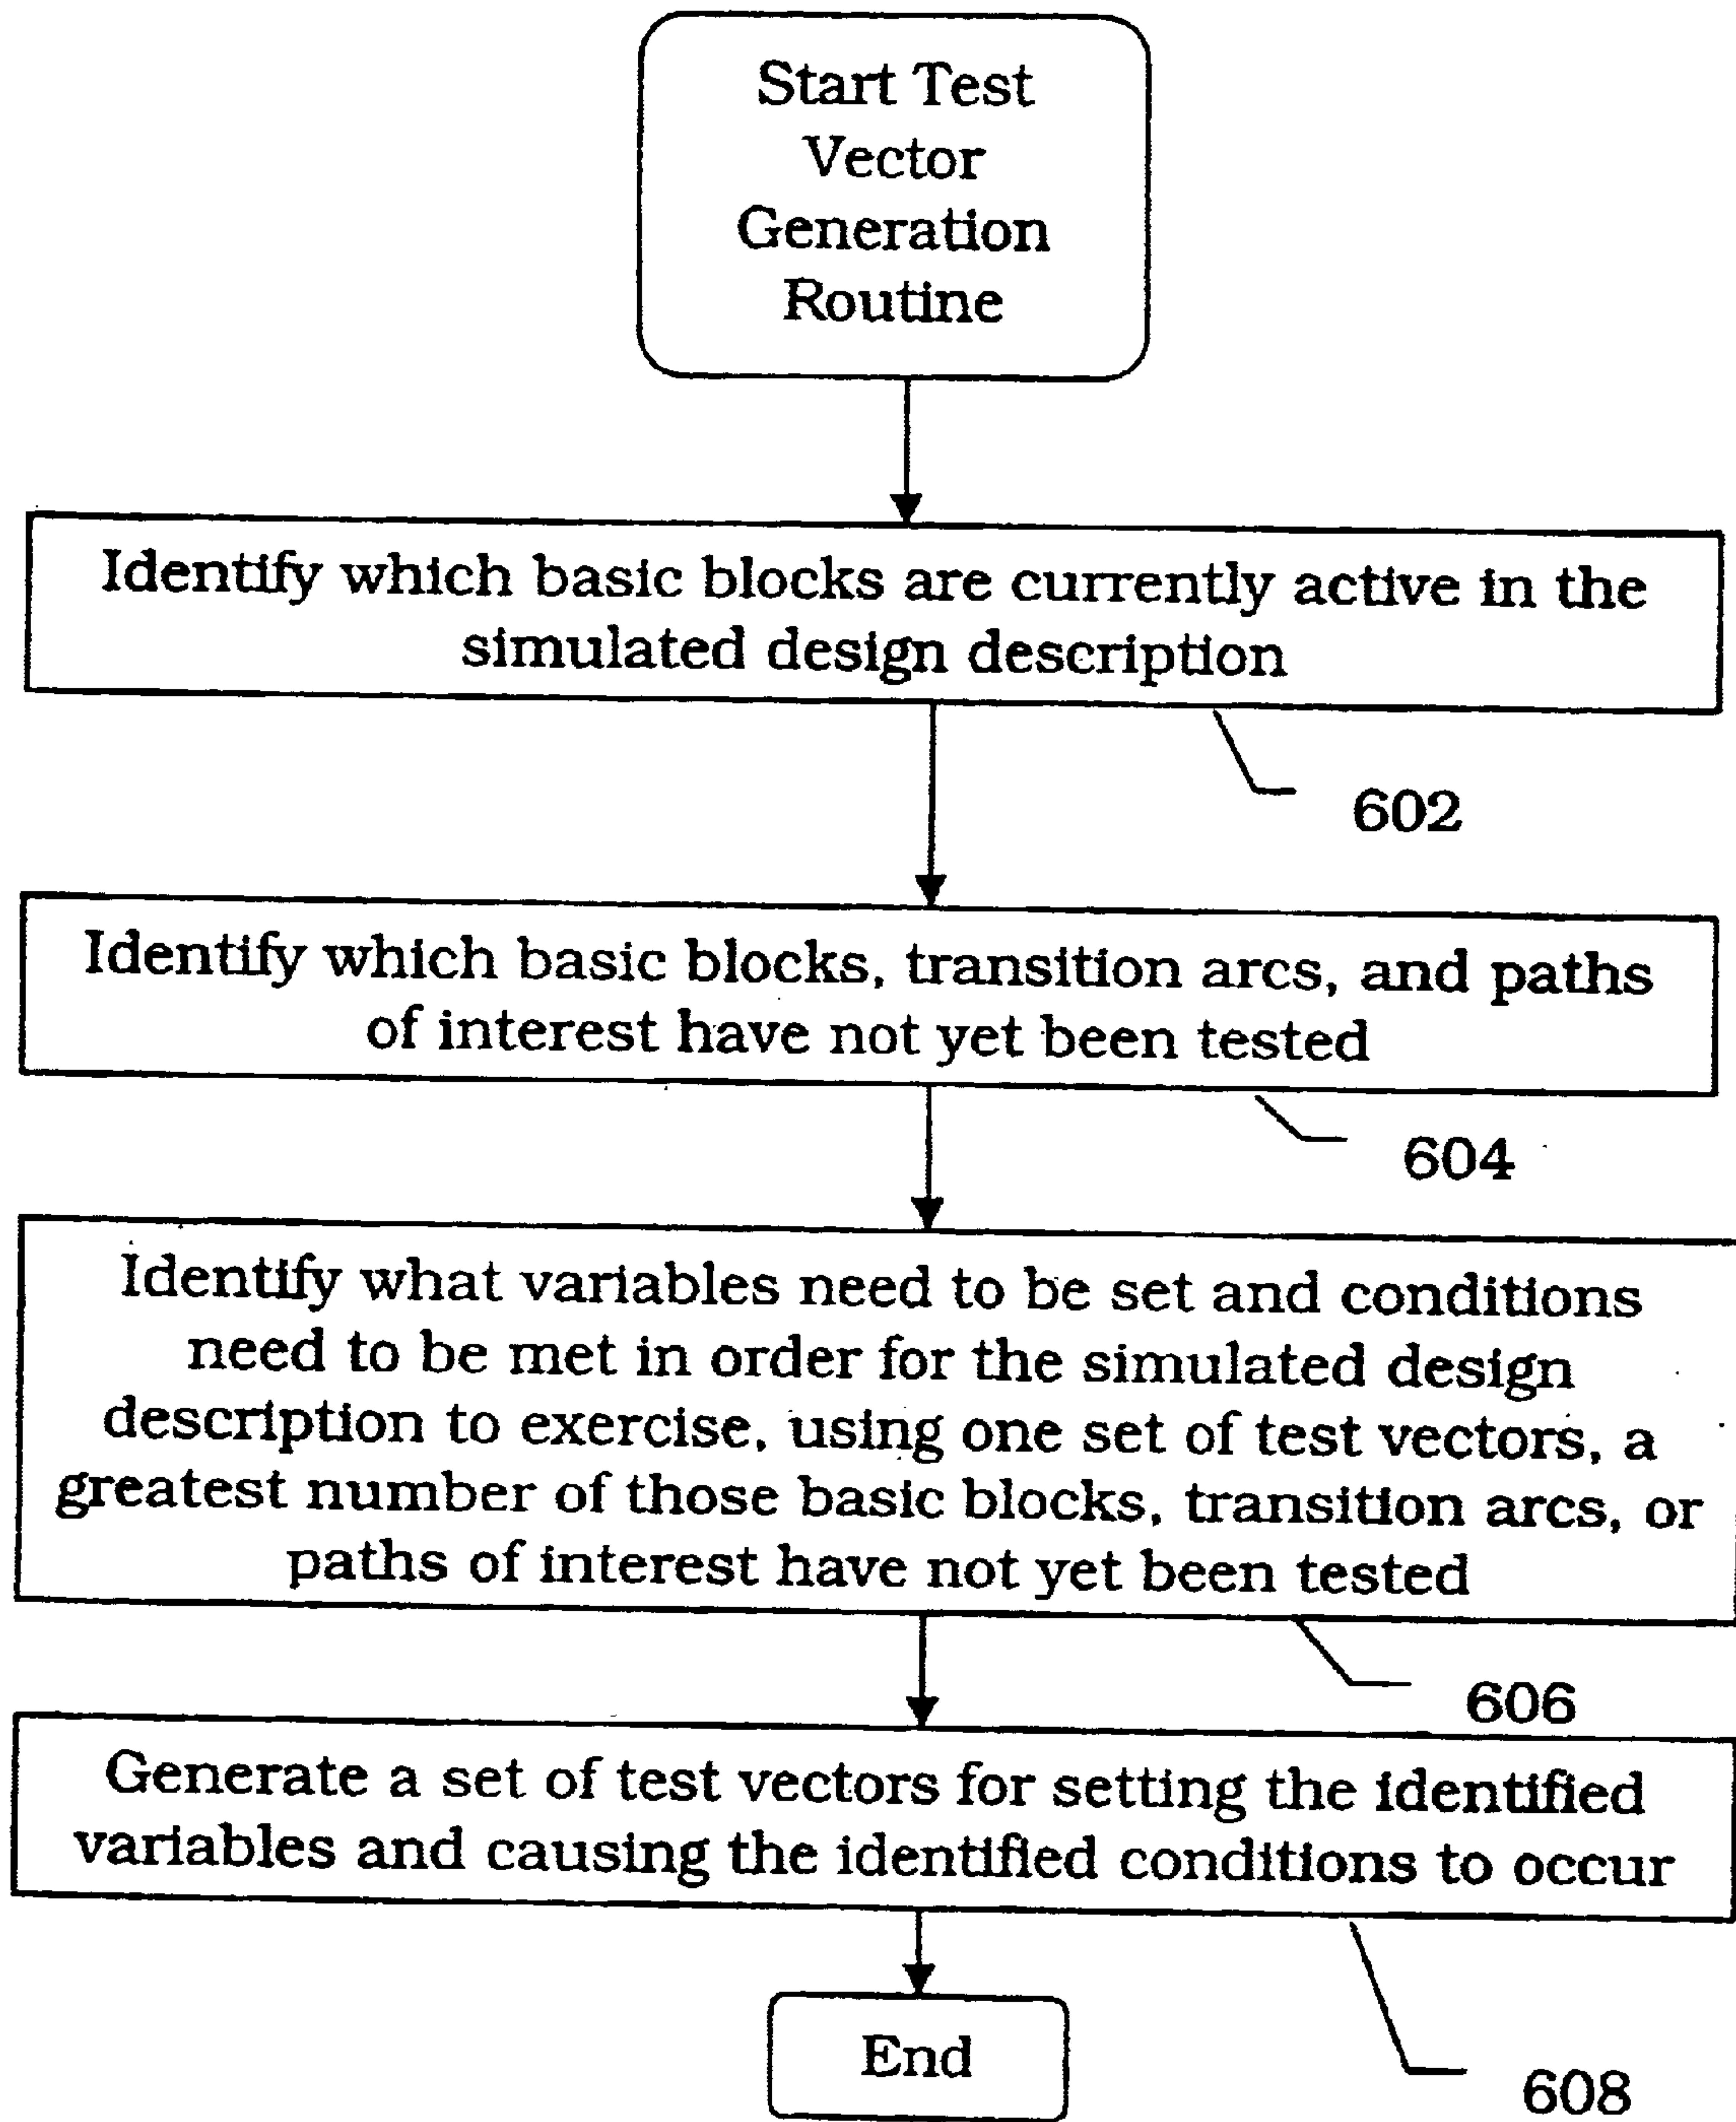 Start Test
Vector
Generation
Routine
Identify which basic blocks are currently active in the
simulated design description
602
Identify which basic blocks, transition arcs, and paths
of interest have not yet been tested
604
Identify what variables need to be set and conditions
need to be met in order for the simulated design
description to exercise, using one set of test vectors, a
greatest number of those basic blocks, transition arcs, or
paths of interest have not yet been tested
606
Generate a set of test vectors for setting the identified
variables and causing the identified conditions to occur
608
End